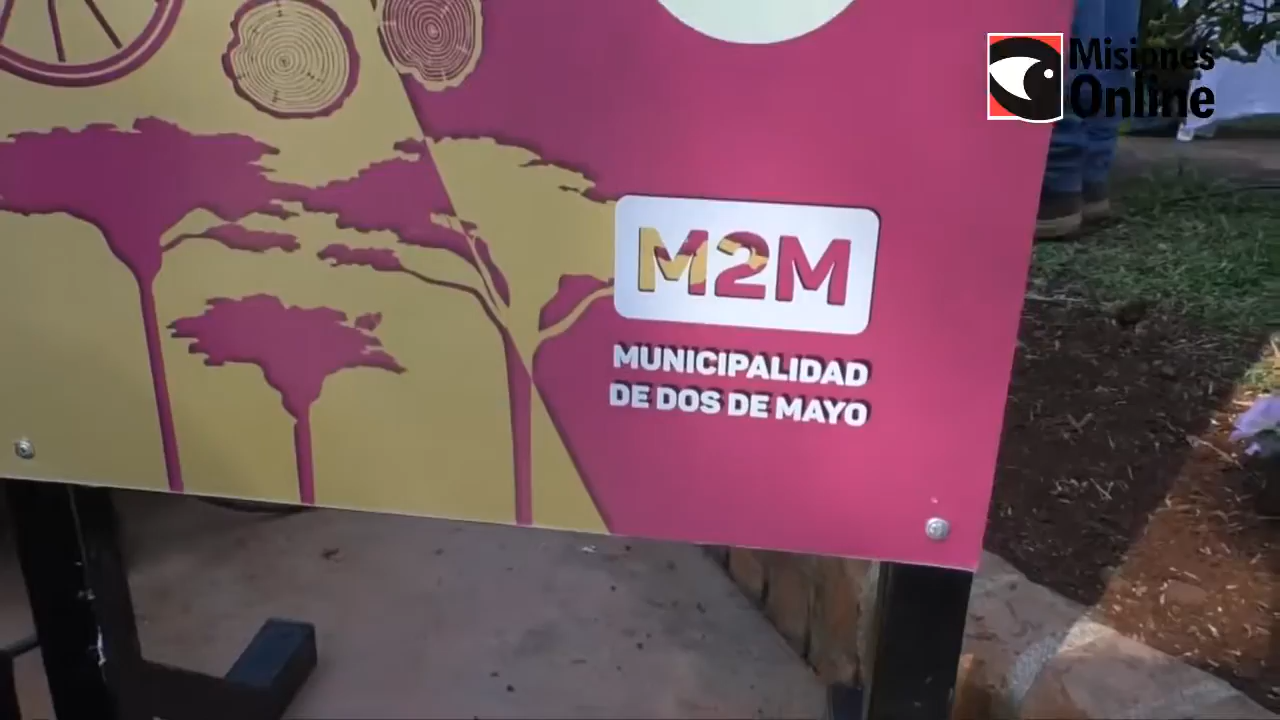 Misiones
Online
M2M
MUNICIPALIDAD
DE DOS DE MAYO